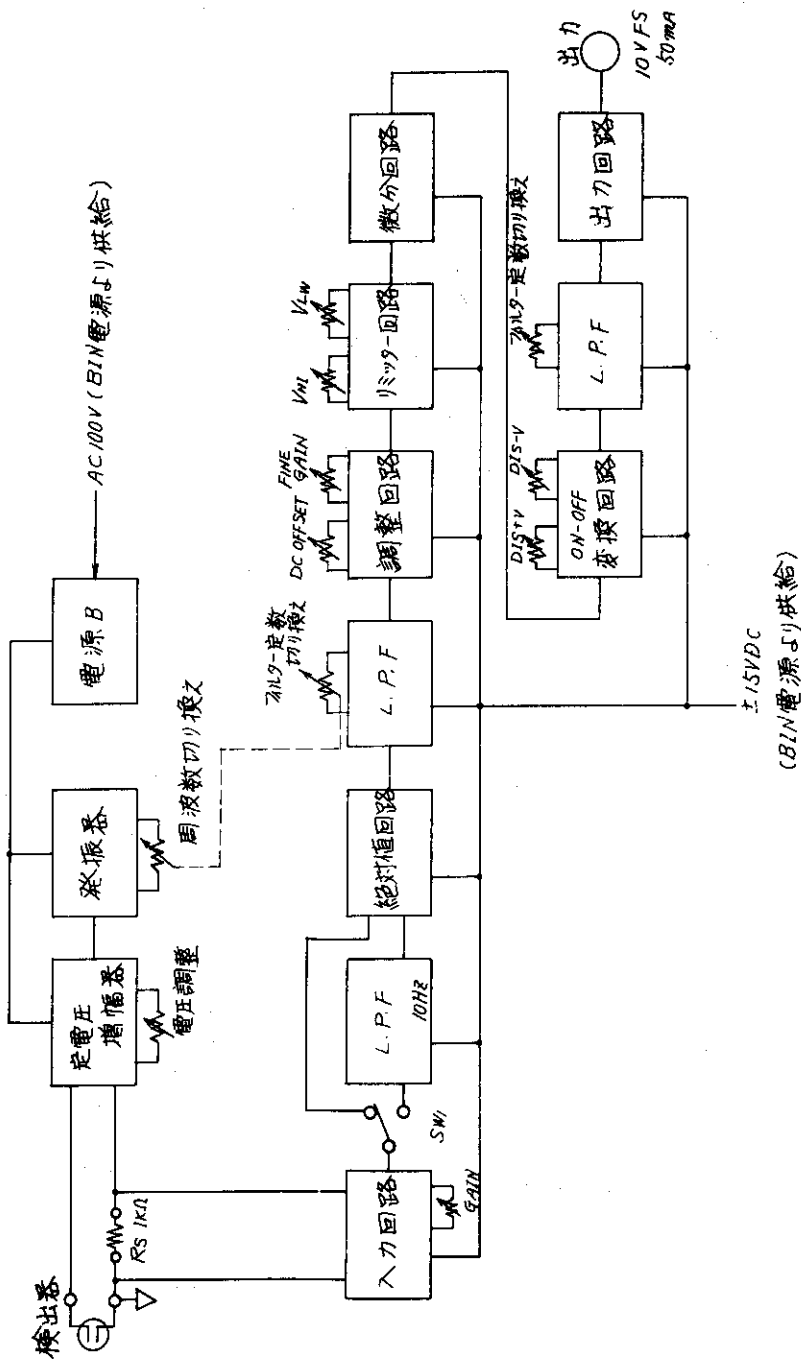 検出器
RS 1KΩ
定電圧
増幅器
電圧調整
発振器
周波数切り換え
電源B
AC100V (BIN電源より供給)
入力回路
GAIN
SW1
L.P.F
10HZ
絶対値回路
L.P.F
フィルター定数
切り換え
調整回路
DC OFFSET
FINE
GAIN
リミッター回路
VHI
VLW
微分回路
ON-OFF
変換回路
DIS+V
DIS-V
L.P.F
フィルター定数切り換え
出力回路
出力
10VFS
50mA
±15VDC
(BIN電源より供給)